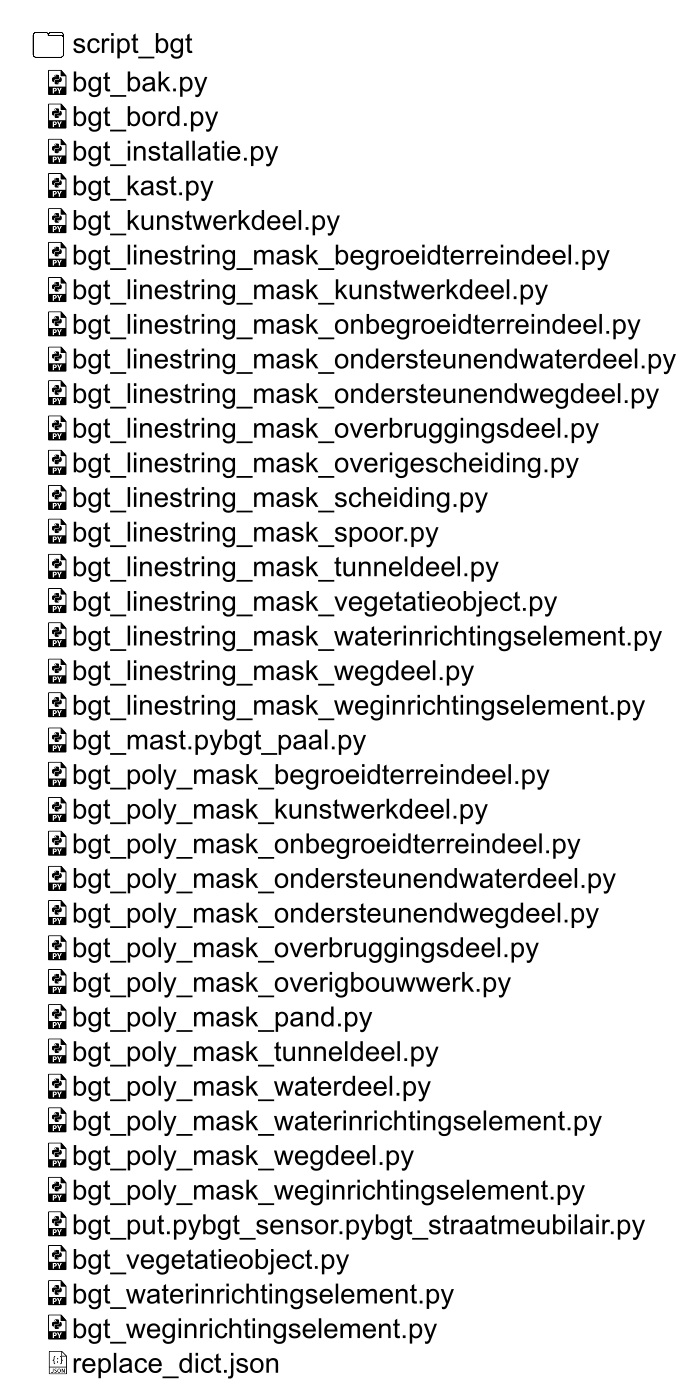 script_bgt
bgt_bak.py
bgt_bord.py
bgt_installatie.py
bgt_kast.py
bgt_kunstwerkdeel.py
bgt_linestring_mask_begroeidterreindeel.py
bgt_linestring_mask_kunstwerkdeel.py
bgt_linestring_mask_onbegroeidterreindeel.py
bgt_linestring_mask_ondersteunendwaterdeel.py
bgt_linestring_mask_ondersteunendwegdeel.py
bgt_linestring_mask_overbruggingsdeel.py
bgt_linestring_mask_overigescheiding.py
bgt_linestring_mask_scheiding.py
bgt_linestring_mask_spoor.py
bgt_linestring_mask_tunneldeel.py
bgt_linestring_mask_vegetatieobject.py
bgt_linestring_mask_waterinrichtingselement.py
bgt_linestring_mask_wegdeel.py
bgt_linestring_mask_weginrichtingselement.py
bgt_mast.pybgt_paal.py
bgt_poly_mask_begroeidterreindeel.py
bgt_poly_mask_kunstwerkdeel.py
bgt_poly_mask_onbegroeidterreindeel.py
bgt_poly_mask_ondersteunendwaterdeel.py
bgt_poly_mask_ondersteunendwegdeel.py
bgt_poly_mask_overbruggingsdeel.py
bgt_poly_mask_overigbouwwerk.py
bgt_poly_mask_pand.py
bgt_poly_mask_tunneldeel.py
bgt_poly_mask_waterdeel.py
bgt_poly_mask_waterinrichtingselement.py
bgt_poly_mask_wegdeel.py
bgt_poly_mask_weginrichtingselement.py
bgt_put.pybgt_sensor.pybgt_straatmeubilair.py
bgt_vegetatieobject.py
bgt_waterinrichtingselement.py
bgt_weginrichtingselement.py
replace_dict.json